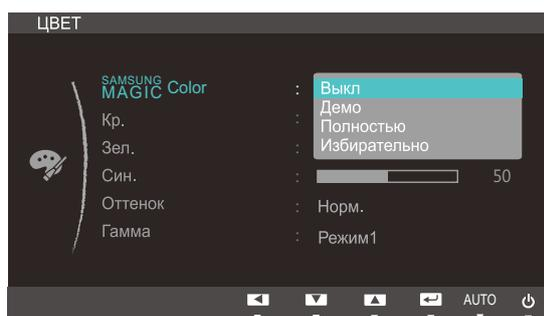 ЦВЕТ
SAMSUNG MAGIC Color : Выкл
Демо
Кр. :
Полностью
Зел. : Избирательно
Син. : 50
Оттенок : Норм.
Гамма : Режим1
AUTO